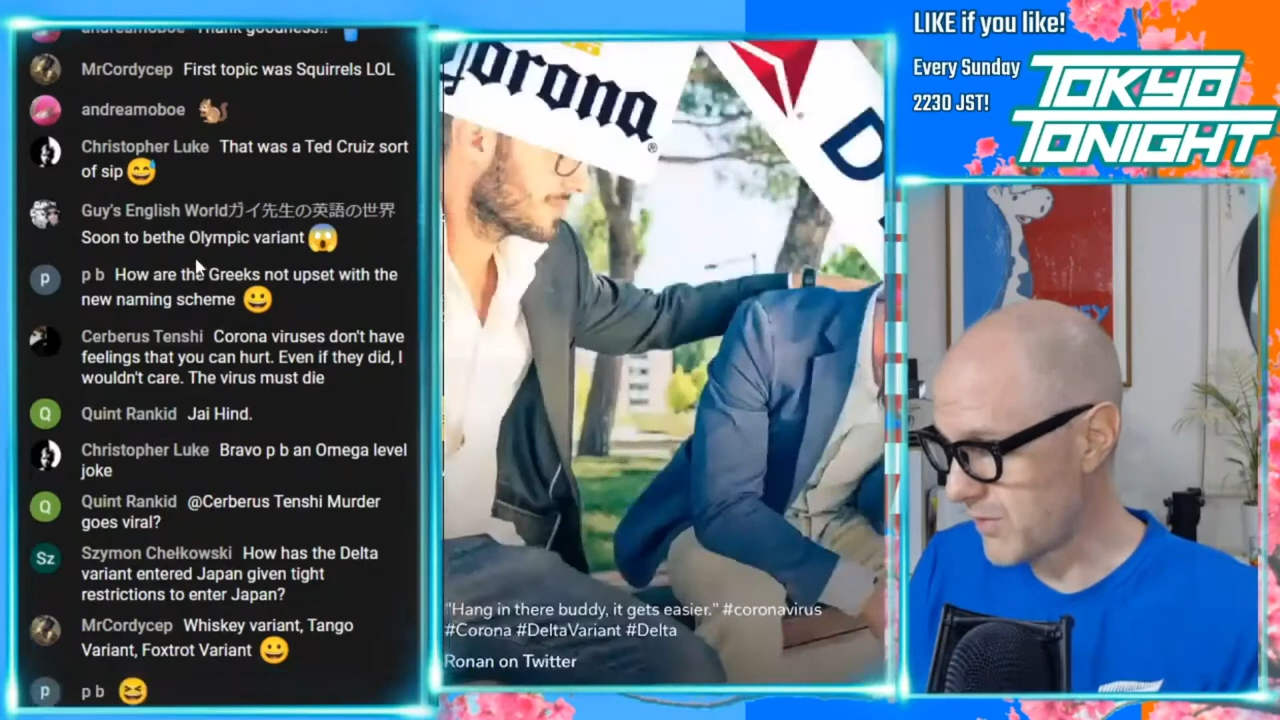 andreamoboe Thank goodness!!
MrCordycep First topic was Squirrels LOL
andreamoboe 🐿️
Christopher Luke That was a Ted Cruiz sort
of sip 😅
Guy's English Worldガイ先生の英語の世界
Soon to bethe Olympic variant 😱
p b How are the Greeks not upset with the
new naming scheme 😀
Cerberus Tenshi Corona viruses don't have
feelings that you can hurt. Even if they did, I
wouldn't care. The virus must die
Q Quint Rankid Jai Hind.
Christopher Luke Bravo p b an Omega level
joke
Q Quint Rankid @Cerberus Tenshi Murder
goes viral?
Sz Szymon Chełkowski How has the Delta
variant entered Japan given tight
restrictions to enter Japan?
MrCordycep Whiskey variant, Tango
Variant, Foxtrot Variant 😀
p p b 😆
Corona®
D
"Hang in there buddy, it gets easier." #coronavirus
#Corona #DeltaVariant #Delta
Ronan on Twitter
LIKE if you like!
Every Sunday
2230 JST!
TOKYO
TONIGHT